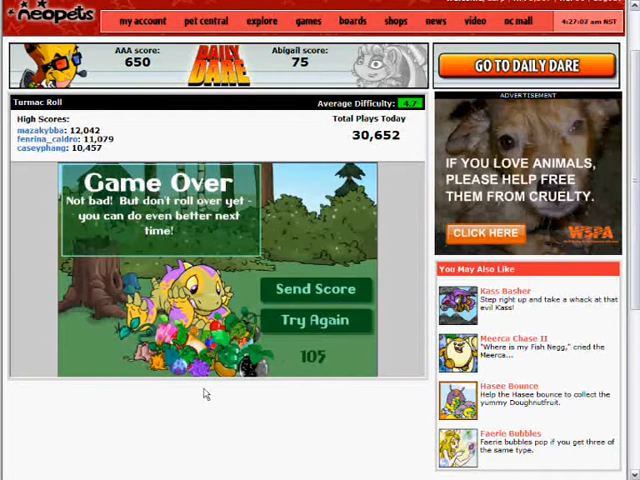 neopets
my account
pet central
explore
games
boards
shops
news
video
nc mall
4:27:02 am NST
AAA score:
650
DAILY
DARE
Abigail score:
75
GO TO DAILY DARE
Turmac Roll
Average Difficulty: 4.7
High Scores:
mazakybba: 12,042
fenrina_caidro: 11,079
caseyphang: 10,457
Total Plays Today
30,652
Game Over
Not bad! But don't roll over yet -
you can do even better next
time!
Send Score
Try Again
105
ADVERTISEMENT
IF YOU LOVE ANIMALS,
PLEASE HELP FREE
THEM FROM CRUELTY.
CLICK HERE
WSPA
You May Also Like
Kass Basher
Step right up and take a whack at that
evil Kass!
Meerca Chase II
"Where is my Fish Negg," cried the
Meerca...
Hasee Bounce
Help the Hasee bounce to collect the
yummy Doughnutfruit.
Faerie Bubbles
Faerie bubbles pop if you get three of
the same type.